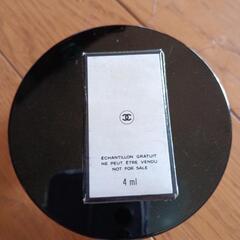 ÉCHANTILLON GRATUIT
NE PEUT ÊTRE VENDU
NOT FOR SALE
4 ml